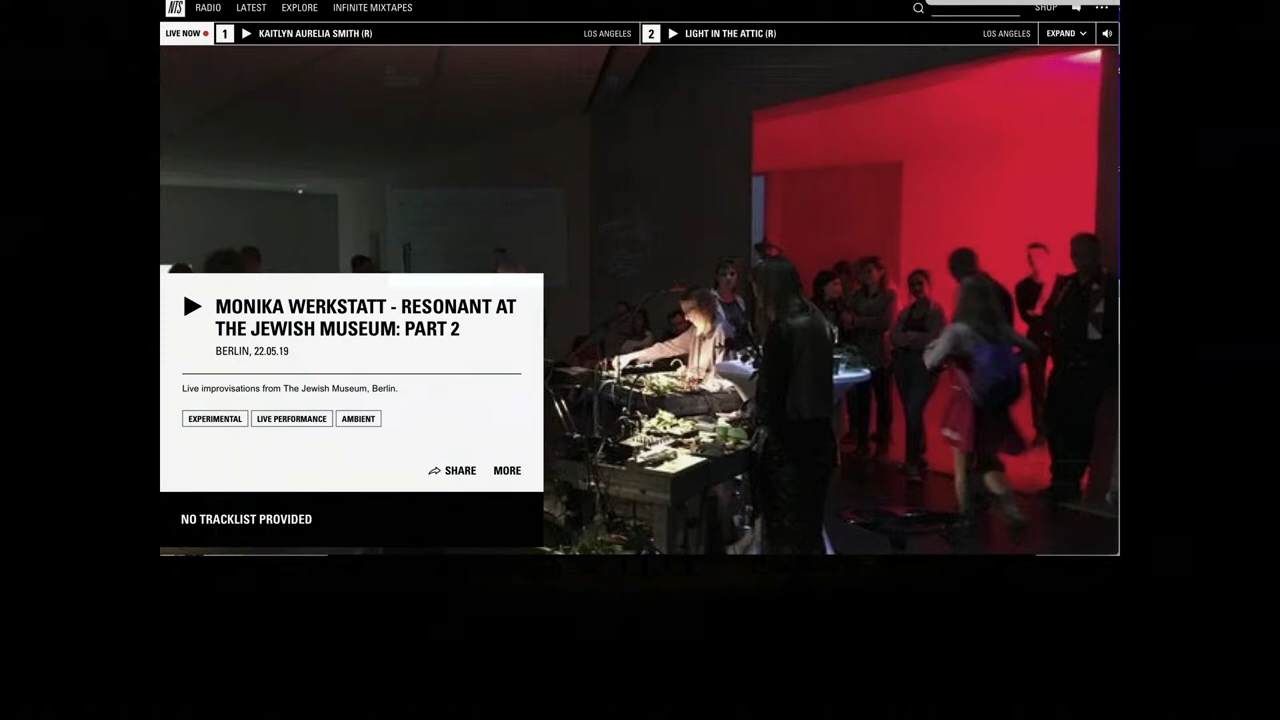 NTS RADIO LATEST EXPLORE INFINITE MIXTAPES SHOP
LIVE NOW 1 KAITLYN AURELIA SMITH (R) LOS ANGELES 2 LIGHT IN THE ATTIC (R) LOS ANGELES EXPAND
MONIKA WERKSTATT - RESONANT AT
THE JEWISH MUSEUM: PART 2
BERLIN, 22.05.19
Live improvisations from The Jewish Museum, Berlin.
EXPERIMENTAL LIVE PERFORMANCE AMBIENT
SHARE MORE
NO TRACKLIST PROVIDED